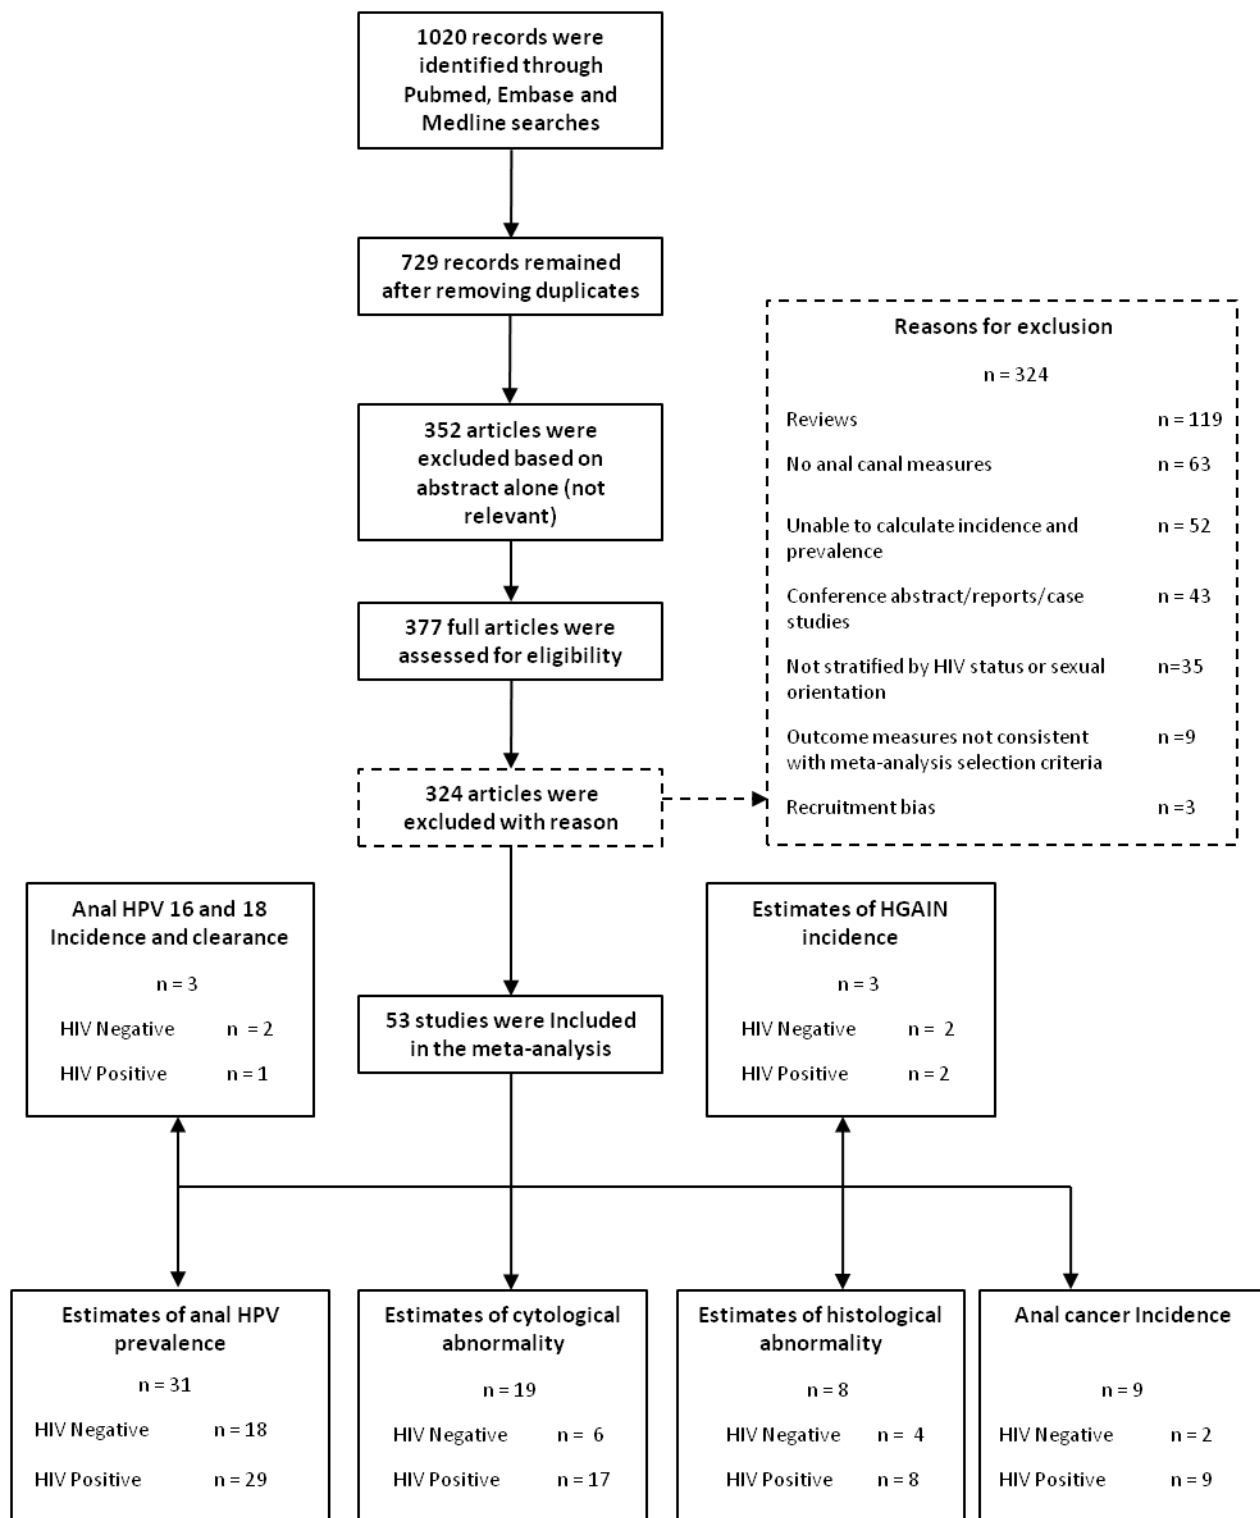 1020 records were
identified through
Pubmed, Embase and
Medline searches
729 records remained
after removing duplicates
352 articles were
excluded based on
abstract alone (not
relevant)
377 full articles were
assessed for eligibility
324 articles were
excluded with reason
Reasons for exclusion
n = 324
Reviews n = 119
No anal canal measures n = 63
Unable to calculate incidence and n = 52
prevalence
Conference abstract/reports/case n = 43
studies
Not stratified by HIV status or sexual n=35
orientation
Outcome measures not consistent n =9
with meta-analysis selection criteria
Recruitment bias n =3
Anal HPV 16 and 18
Incidence and clearance
n = 3
HIV Negative n = 2
HIV Positive n = 1
53 studies were Included
in the meta-analysis
Estimates of HGAIN
incidence
n = 3
HIV Negative n = 2
HIV Positive n = 2
Estimates of anal HPV
prevalence
n = 31
HIV Negative n = 18
HIV Positive n = 29
Estimates of cytological
abnormality
n = 19
HIV Negative n = 6
HIV Positive n = 17
Estimates of histological
abnormality
n = 8
HIV Negative n = 4
HIV Positive n = 8
Anal cancer Incidence
n = 9
HIV Negative n = 2
HIV Positive n = 9